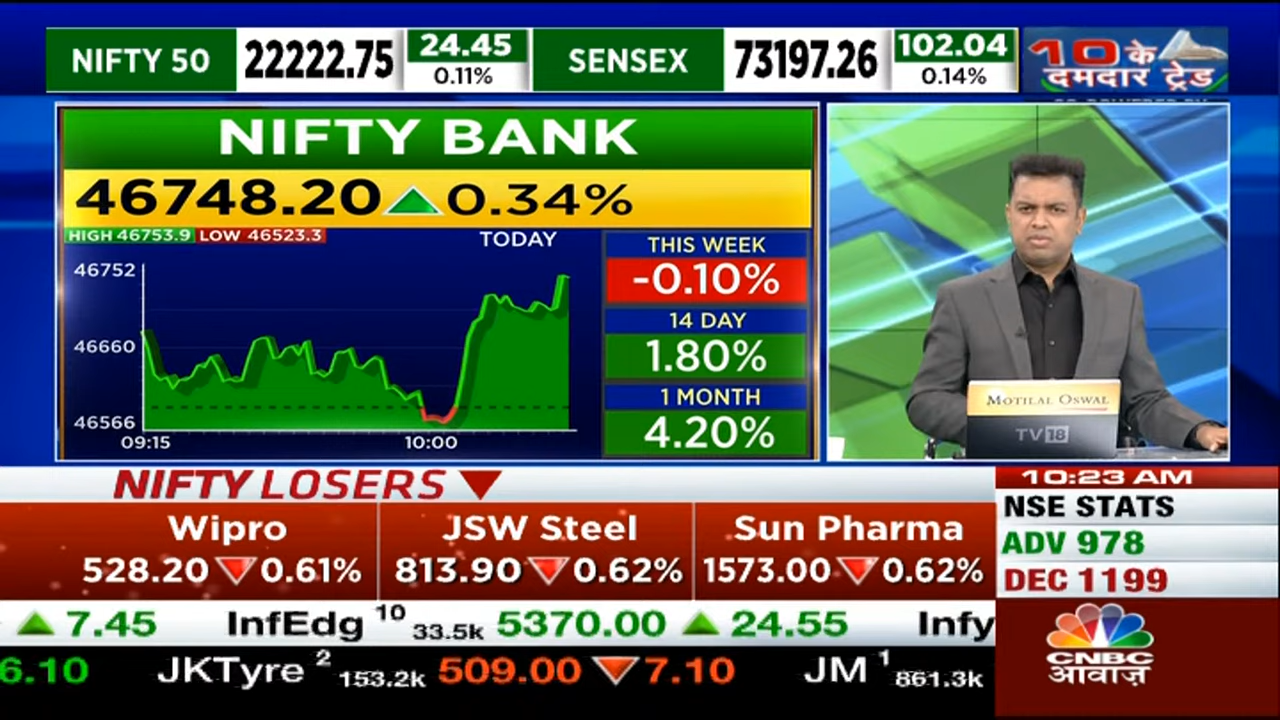 NIFTY 50 22222.75 24.45 0.11% SENSEX 73197.26 102.04 0.14%
10 के
दमदार ट्रेड
NIFTY BANK
46748.20 0.34%
HIGH 46753.9 LOW 46523.3
TODAY
46752
46660
46566
09:15 10:00
THIS WEEK
-0.10%
14 DAY
1.80%
1 MONTH
4.20%
MOTILAL OSWAL
TV18
NIFTY LOSERS
Wipro
528.20 0.61%
JSW Steel
813.90 0.62%
Sun Pharma
1573.00 0.62%
10:23 AM
NSE STATS
ADV 978
DEC 1199
7.45 InfEdg 10 33.5k 5370.00 24.55 Infy
6.10 JKTyre 2 153.2k 509.00 7.10 JM 1 861.3k
CNBC
आवाज़